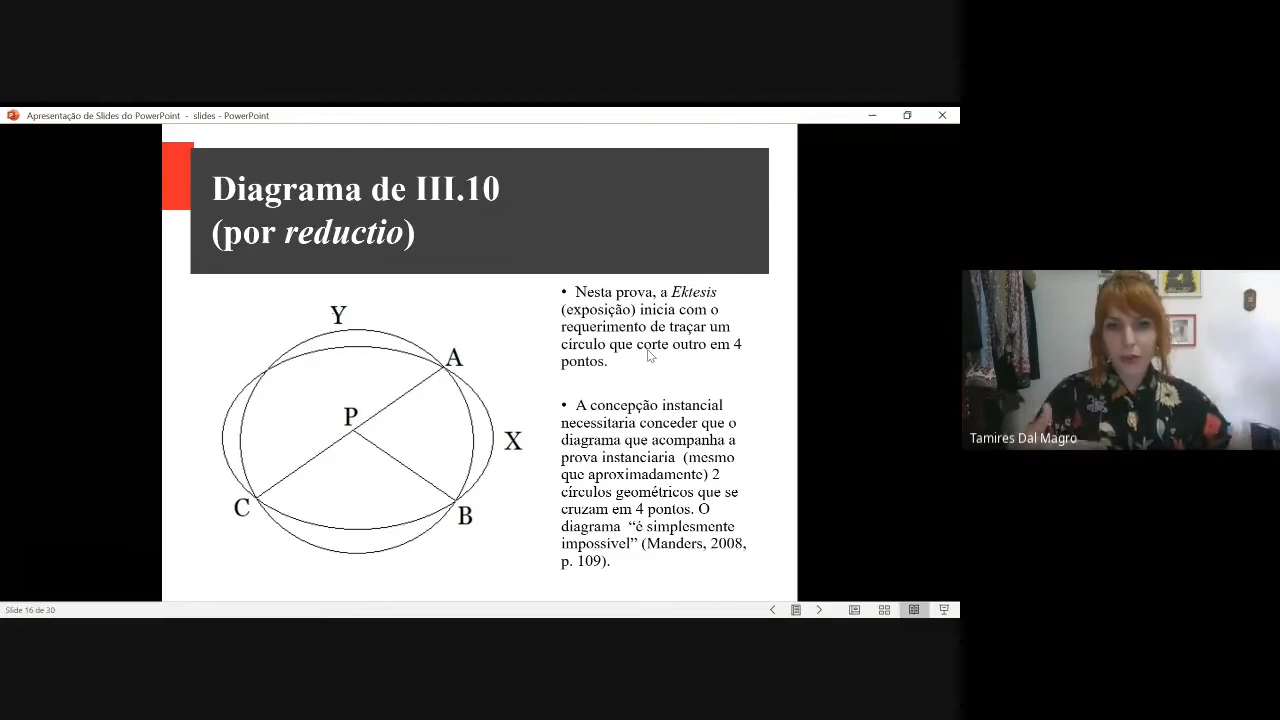 Apresentação de Slides do PowerPoint - slides - PowerPoint
Diagrama de III.10
(por reductio)
Y
A
P
X
C
B
• Nesta prova, a Ektesis
(exposição) inicia com o
requerimento de traçar um
círculo que corte outro em 4
pontos.
• A concepção instancial
necessitaria conceder que o
diagrama que acompanha a
prova instanciaria (mesmo
que aproximadamente) 2
círculos geométricos que se
cruzam em 4 pontos. O
diagrama “é simplesmente
impossível” (Manders, 2008,
p. 109).
Slide 16 de 30
Tamires Dal Magro